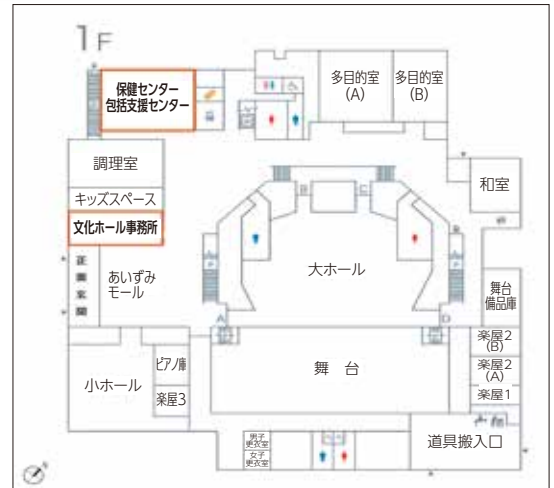 1F
保健センター
包括支援センター
多目的室
(A)
多目的室
(B)
調理室
キッズスペース
文化ホール事務所
和室
B
C
大ホール
正面玄関
あいずみ
モール
舞台
備品庫
A
D
楽屋2
(B)
楽屋2
(A)
楽屋1
小ホール
ピアノ庫
楽屋3
舞 台
道具搬入口
男子
更衣室
女子
更衣室